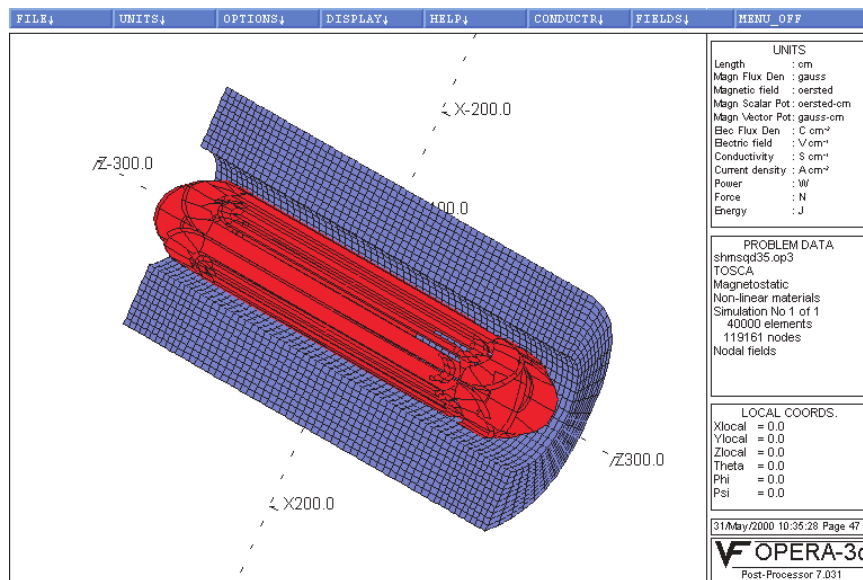 FILE↓ UNITS↓ OPTIONS↓ DISPLAY↓ HELP↓ CONDUCTR↓ FIELDS↓ MENU_OFF
X-200.0
Z-300.0
00.0
Z300.0
X200.0
UNITS
Length : cm
Magn Flux Den : gauss
Magnetic field : oersted
Magn Scalar Pot : oersted-cm
Magn Vector Pot : gauss-cm
Elec Flux Den : C cm⁻²
Electric field : V cm⁻¹
Conductivity : S cm⁻¹
Current density : A cm⁻²
Power : W
Force : N
Energy : J
PROBLEM DATA
shmsqd35.op3
TOSCA
Magnetostatic
Non-linear materials
Simulation No 1 of 1
40000 elements
119161 nodes
Nodal fields
LOCAL COORDS.
Xlocal = 0.0
Ylocal = 0.0
Zlocal = 0.0
Theta = 0.0
Phi = 0.0
Psi = 0.0
31/May/2000 10:35:28 Page 47
VF OPERA-3d
Post-Processor 7.031